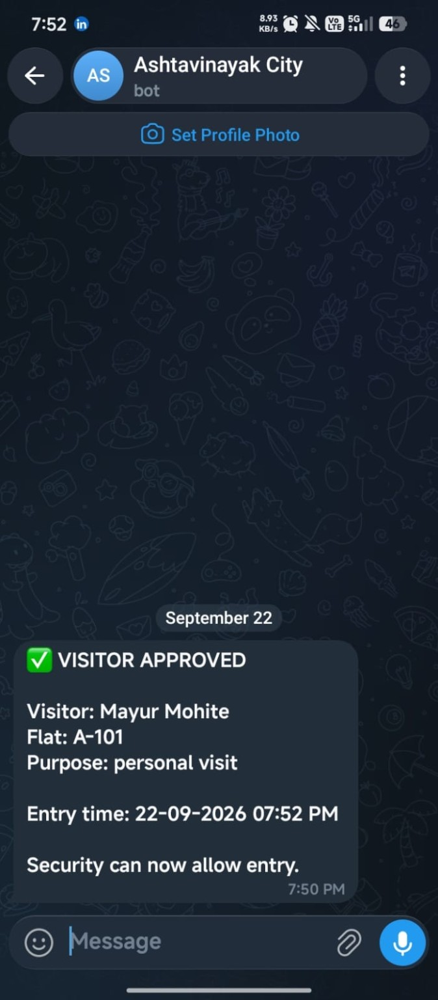 7:52 in 8.93 KB/s Vo LTE 5G 46
AS Ashtavinayak City
bot
Set Profile Photo
September 22
✅ VISITOR APPROVED
Visitor: Mayur Mohite
Flat: A-101
Purpose: personal visit
Entry time: 22-09-2026 07:52 PM
Security can now allow entry.
7:50 PM
Message